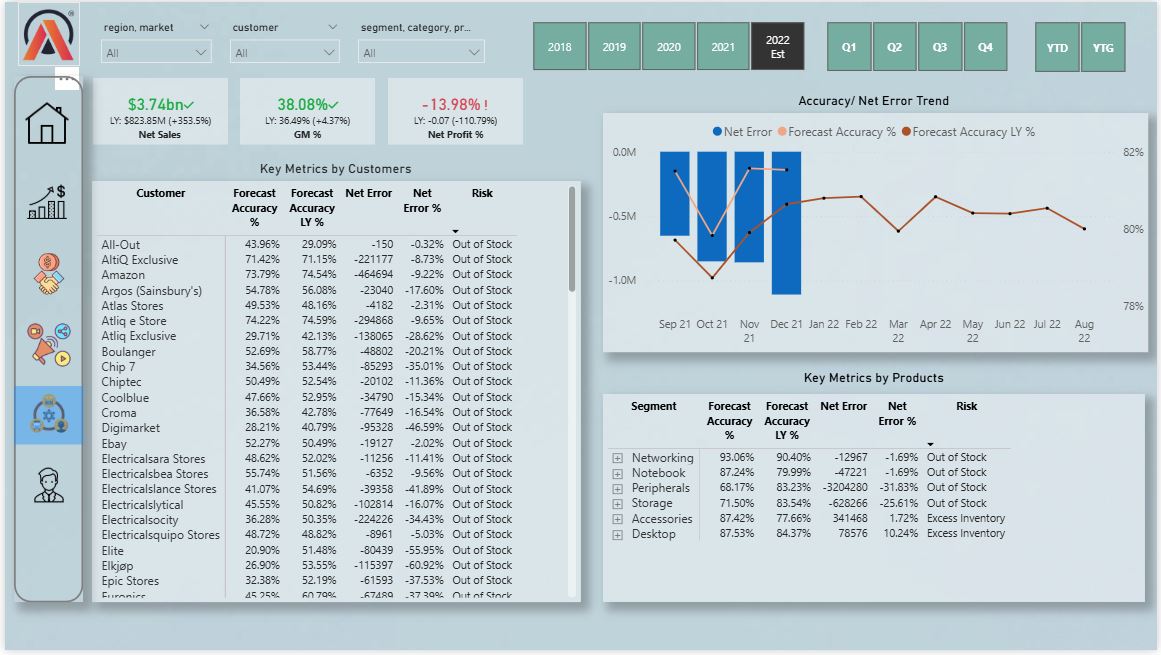 region, market
customer
segment, category, pr...
All
All
All
2018
2019
2020
2021
2022
Est
Q1
Q2
Q3
Q4
YTD
YTG
$3.74bn
LY: $823.85M (+353.5%)
Net Sales
38.08%
LY: 36.49% (+4.37%)
GM %
-13.98% !
LY: -0.07 (-110.79%)
Net Profit %
Key Metrics by Customers
Customer Forecast Accuracy % Forecast Accuracy LY % Net Error Net Error % Risk
All-Out 43.96% 29.09% -150 -0.32% Out of Stock
AltiQ Exclusive 71.42% 71.15% -221177 -8.73% Out of Stock
Amazon 73.79% 74.54% -464694 -9.22% Out of Stock
Argos (Sainsbury's) 54.78% 56.08% -23040 -17.60% Out of Stock
Atlas Stores 49.53% 48.16% -4182 -2.31% Out of Stock
Atliq e Store 74.22% 74.59% -294868 -9.65% Out of Stock
Atliq Exclusive 29.71% 42.13% -138065 -28.62% Out of Stock
Boulanger 52.69% 58.77% -48802 -20.21% Out of Stock
Chip 7 34.56% 53.44% -85293 -35.01% Out of Stock
Chiptec 50.49% 52.54% -20102 -11.36% Out of Stock
Coolblue 47.66% 52.95% -34790 -15.34% Out of Stock
Croma 36.58% 42.78% -77649 -16.54% Out of Stock
Digimarket 28.21% 40.79% -95328 -46.59% Out of Stock
Ebay 52.27% 50.49% -19127 -2.02% Out of Stock
Electricalsara Stores 48.62% 52.02% -11256 -11.41% Out of Stock
Electricalsbea Stores 55.74% 51.56% -6352 -9.56% Out of Stock
Electricalslance Stores 41.07% 54.69% -39358 -41.89% Out of Stock
Electricalslytical 45.55% 50.82% -102814 -16.07% Out of Stock
Electricalsocity 36.28% 50.35% -224226 -34.43% Out of Stock
Electricalsquipo Stores 48.72% 48.82% -8961 -5.03% Out of Stock
Elite 20.90% 51.48% -80439 -55.95% Out of Stock
Elkjøp 26.90% 53.55% -115397 -60.92% Out of Stock
Epic Stores 32.38% 52.19% -61593 -37.53% Out of Stock
Euronics 45.25% 60.79% -67489 -37.39% Out of Stock
Accuracy/ Net Error Trend
Net Error Forecast Accuracy % Forecast Accuracy LY %
0.0M
-0.5M
-1.0M
82%
80%
78%
Sep 21 Oct 21 Nov 21 Dec 21 Jan 22 Feb 22 Mar 22 Apr 22 May 22 Jun 22 Jul 22 Aug 22
Key Metrics by Products
Segment Forecast Accuracy % Forecast Accuracy LY % Net Error Net Error % Risk
Networking 93.06% 90.40% -12967 -1.69% Out of Stock
Notebook 87.24% 79.99% -47221 -1.69% Out of Stock
Peripherals 68.17% 83.23% -3204280 -31.83% Out of Stock
Storage 71.50% 83.54% -628266 -25.61% Out of Stock
Accessories 87.42% 77.66% 341468 1.72% Excess Inventory
Desktop 87.53% 84.37% 78576 10.24% Excess Inventory